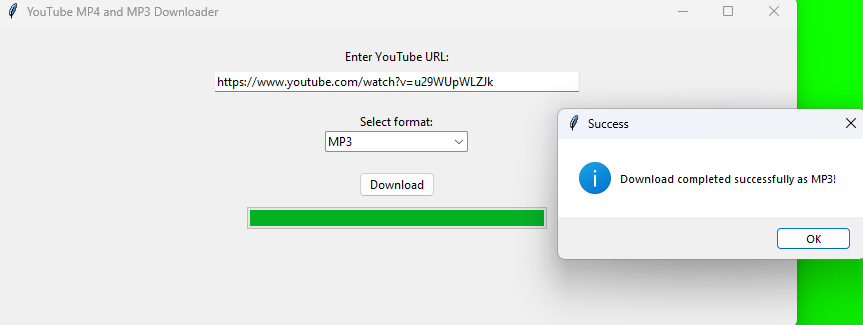 YouTube MP4 and MP3 Downloader
Enter YouTube URL:
https://www.youtube.com/watch?v=u29WUpWLZJk
Select format:
MP3
Download
Success
Download completed successfully as MP3!
OK